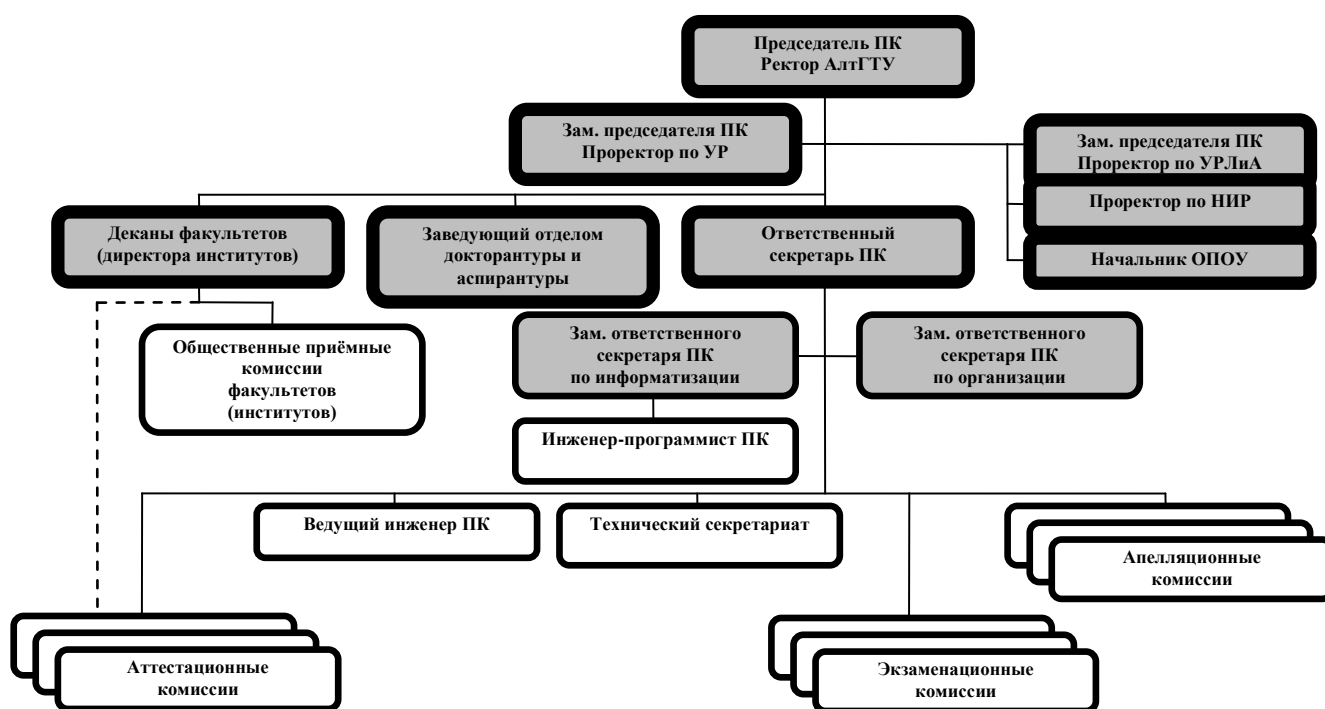 Председатель ПК
Ректор АлтГТУ
Зам. председателя ПК
Проректор по УР
Зам. председателя ПК
Проректор по УРЛиА
Проректор по НИР
Начальник ОПОУ
Деканы факультетов
(директора институтов)
Заведующий отделом
докторантуры и
аспирантуры
Ответственный
секретарь ПК
Общественные приёмные
комиссии
факультетов
(институтов)
Зам. ответственного
секретаря ПК
по информатизации
Зам. ответственного
секретаря ПК
по организации
Инженер-программист ПК
Ведущий инженер ПК
Технический секретариат
Апелляционные
комиссии
Аттестационные
комиссии
Экзаменационные
комиссии